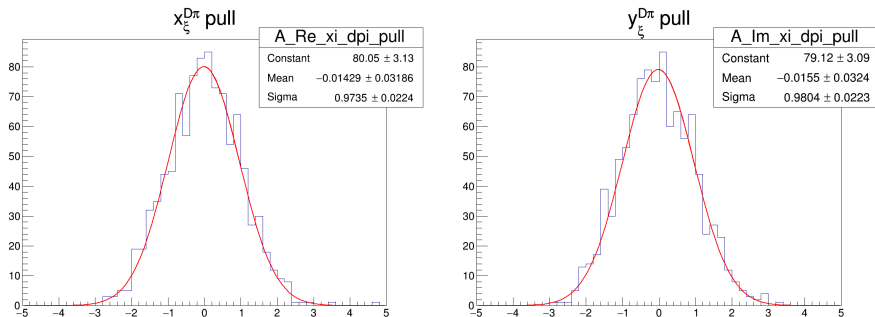 x_ξ^{Dπ} pull
A_Re_xi_dpi_pull
Constant 80.05 ± 3.13
Mean −0.01429 ± 0.03186
Sigma 0.9735 ± 0.0224
80
70
60
50
40
30
20
10
0
−5 −4 −3 −2 −1 0 1 2 3 4 5
y_ξ^{Dπ} pull
A_Im_xi_dpi_pull
Constant 79.12 ± 3.09
Mean −0.0155 ± 0.0324
Sigma 0.9804 ± 0.0223
80
70
60
50
40
30
20
10
0
−5 −4 −3 −2 −1 0 1 2 3 4 5